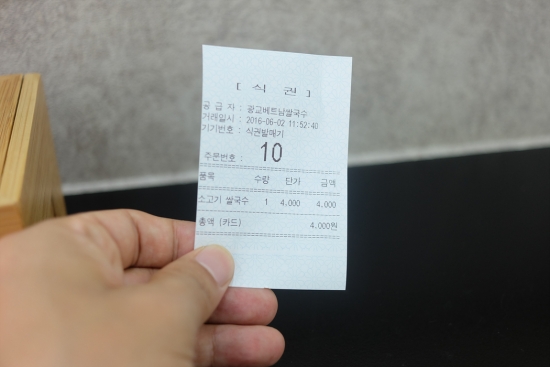 [ 식 권 ]
공 급 자 : 광교베트남쌀국수
거래일시 : 2016-06-02 11:52:40
기기번호 : 식권발매기
주문번호 : 10
품목 수량 단가 금액
소고기 쌀국수 1 4,000 4,000
총액 (카드) 4,000원